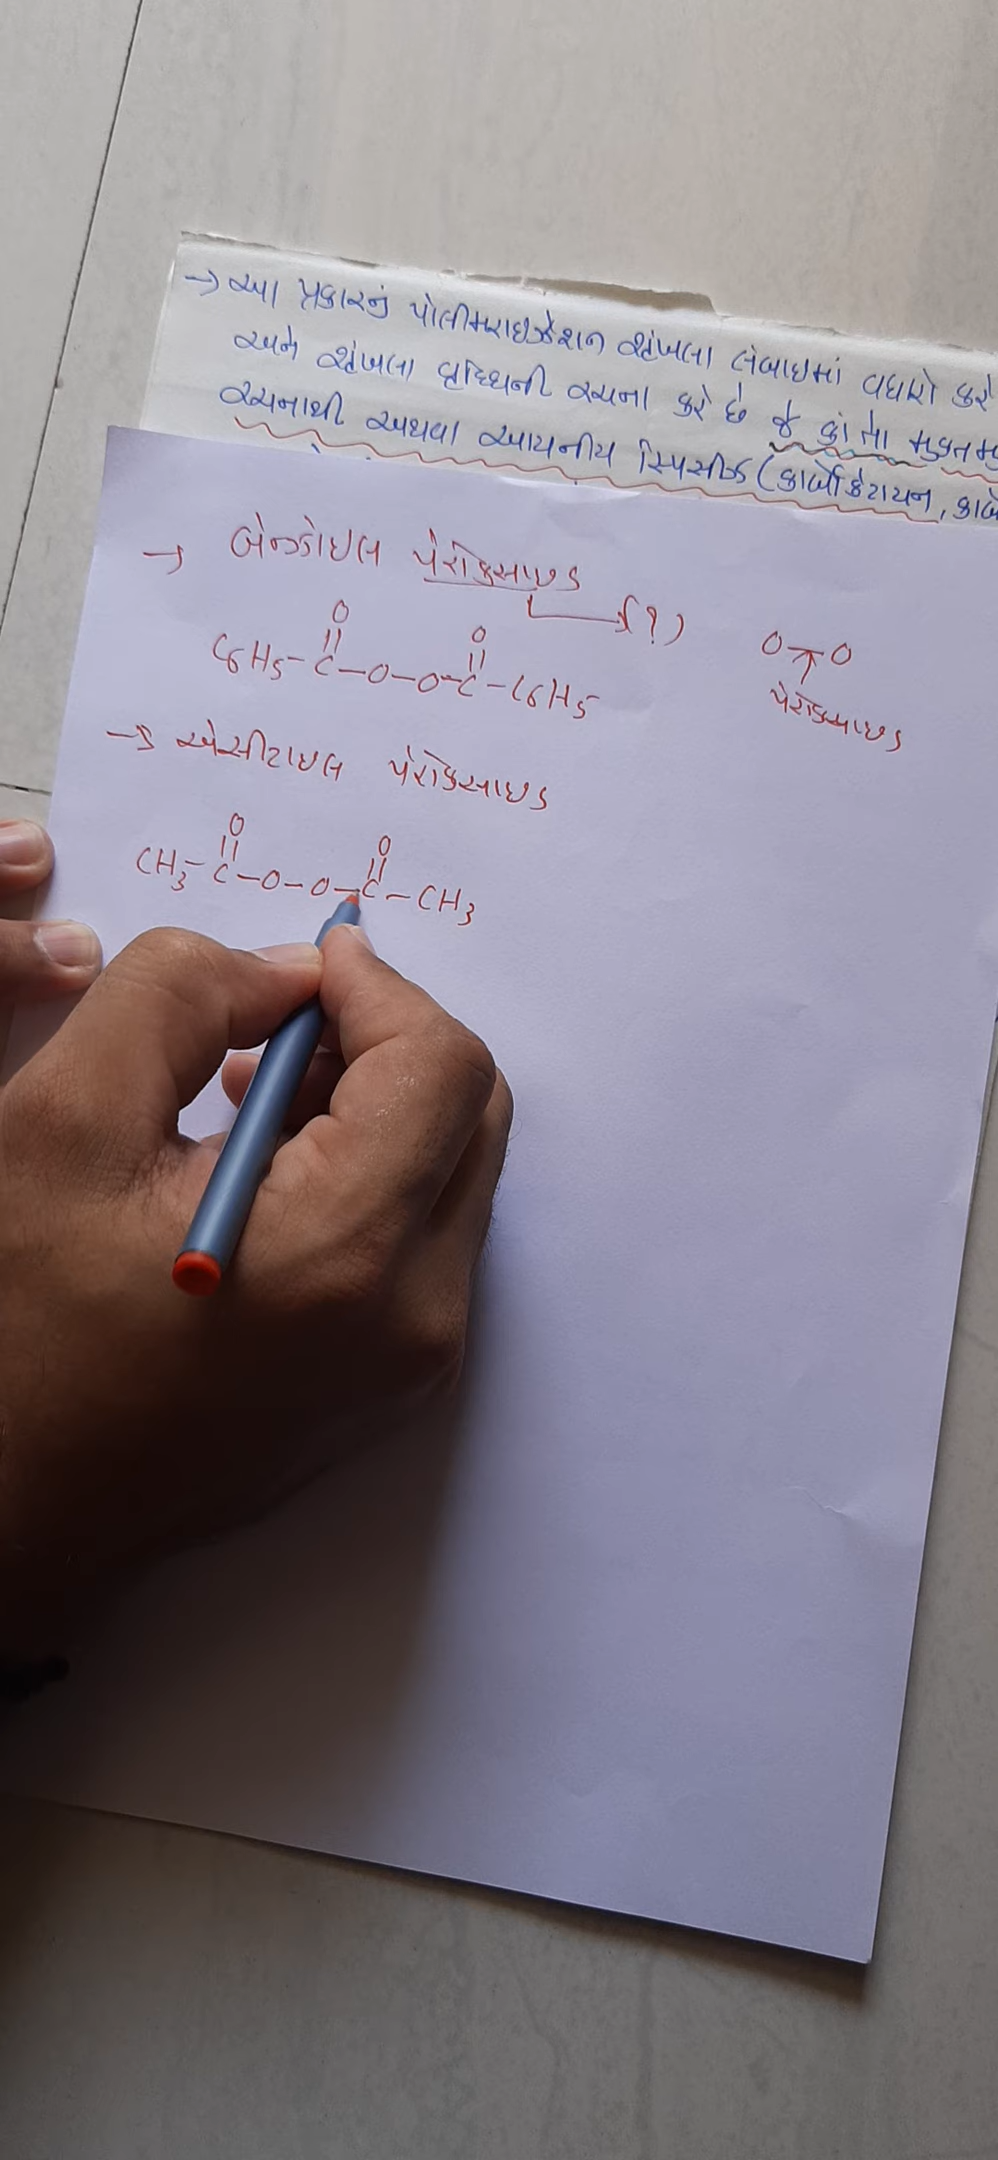 → આ પ્રકારનું પોલીમરાઇઝેશન શૃંખલા લંબાઇમાં વધારો કરે
અને શૃંખલા વૃધ્ધિની રચના કરે છે જે કાં તો મુક્ત
રચનાથી અથવા આયનીય સ્પિસીઝ (કાર્બોકેટાયન,
→ બેન્ઝોઇલ પેરોક્સાઇડ
(?)
O O
|| ||
C6H5-C-O-O-C-C6H5
O-O
પેરોક્સાઇડ
→ એસીટાઇલ પેરોક્સાઇડ
O O
|| ||
CH3-C-O-O-C-CH3